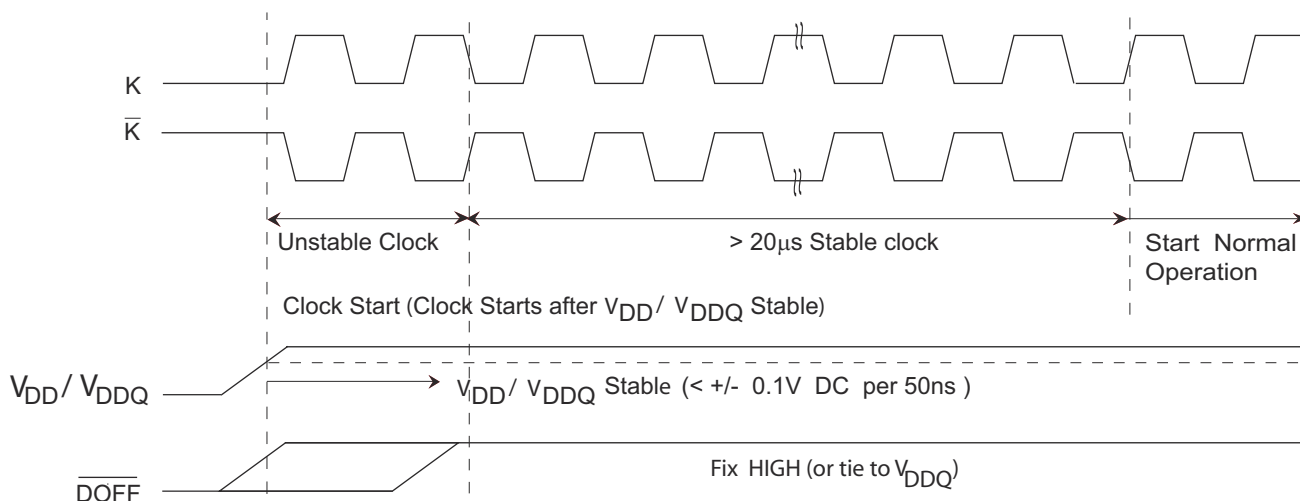 K
K̅
Unstable Clock
> 20μs Stable clock
Start Normal
Operation
Clock Start (Clock Starts after VDD / VDDQ Stable)
VDD / VDDQ
VDD / VDDQ Stable (< +/- 0.1V DC per 50ns )
Fix HIGH (or tie to VDDQ)
D̅O̅F̅F̅